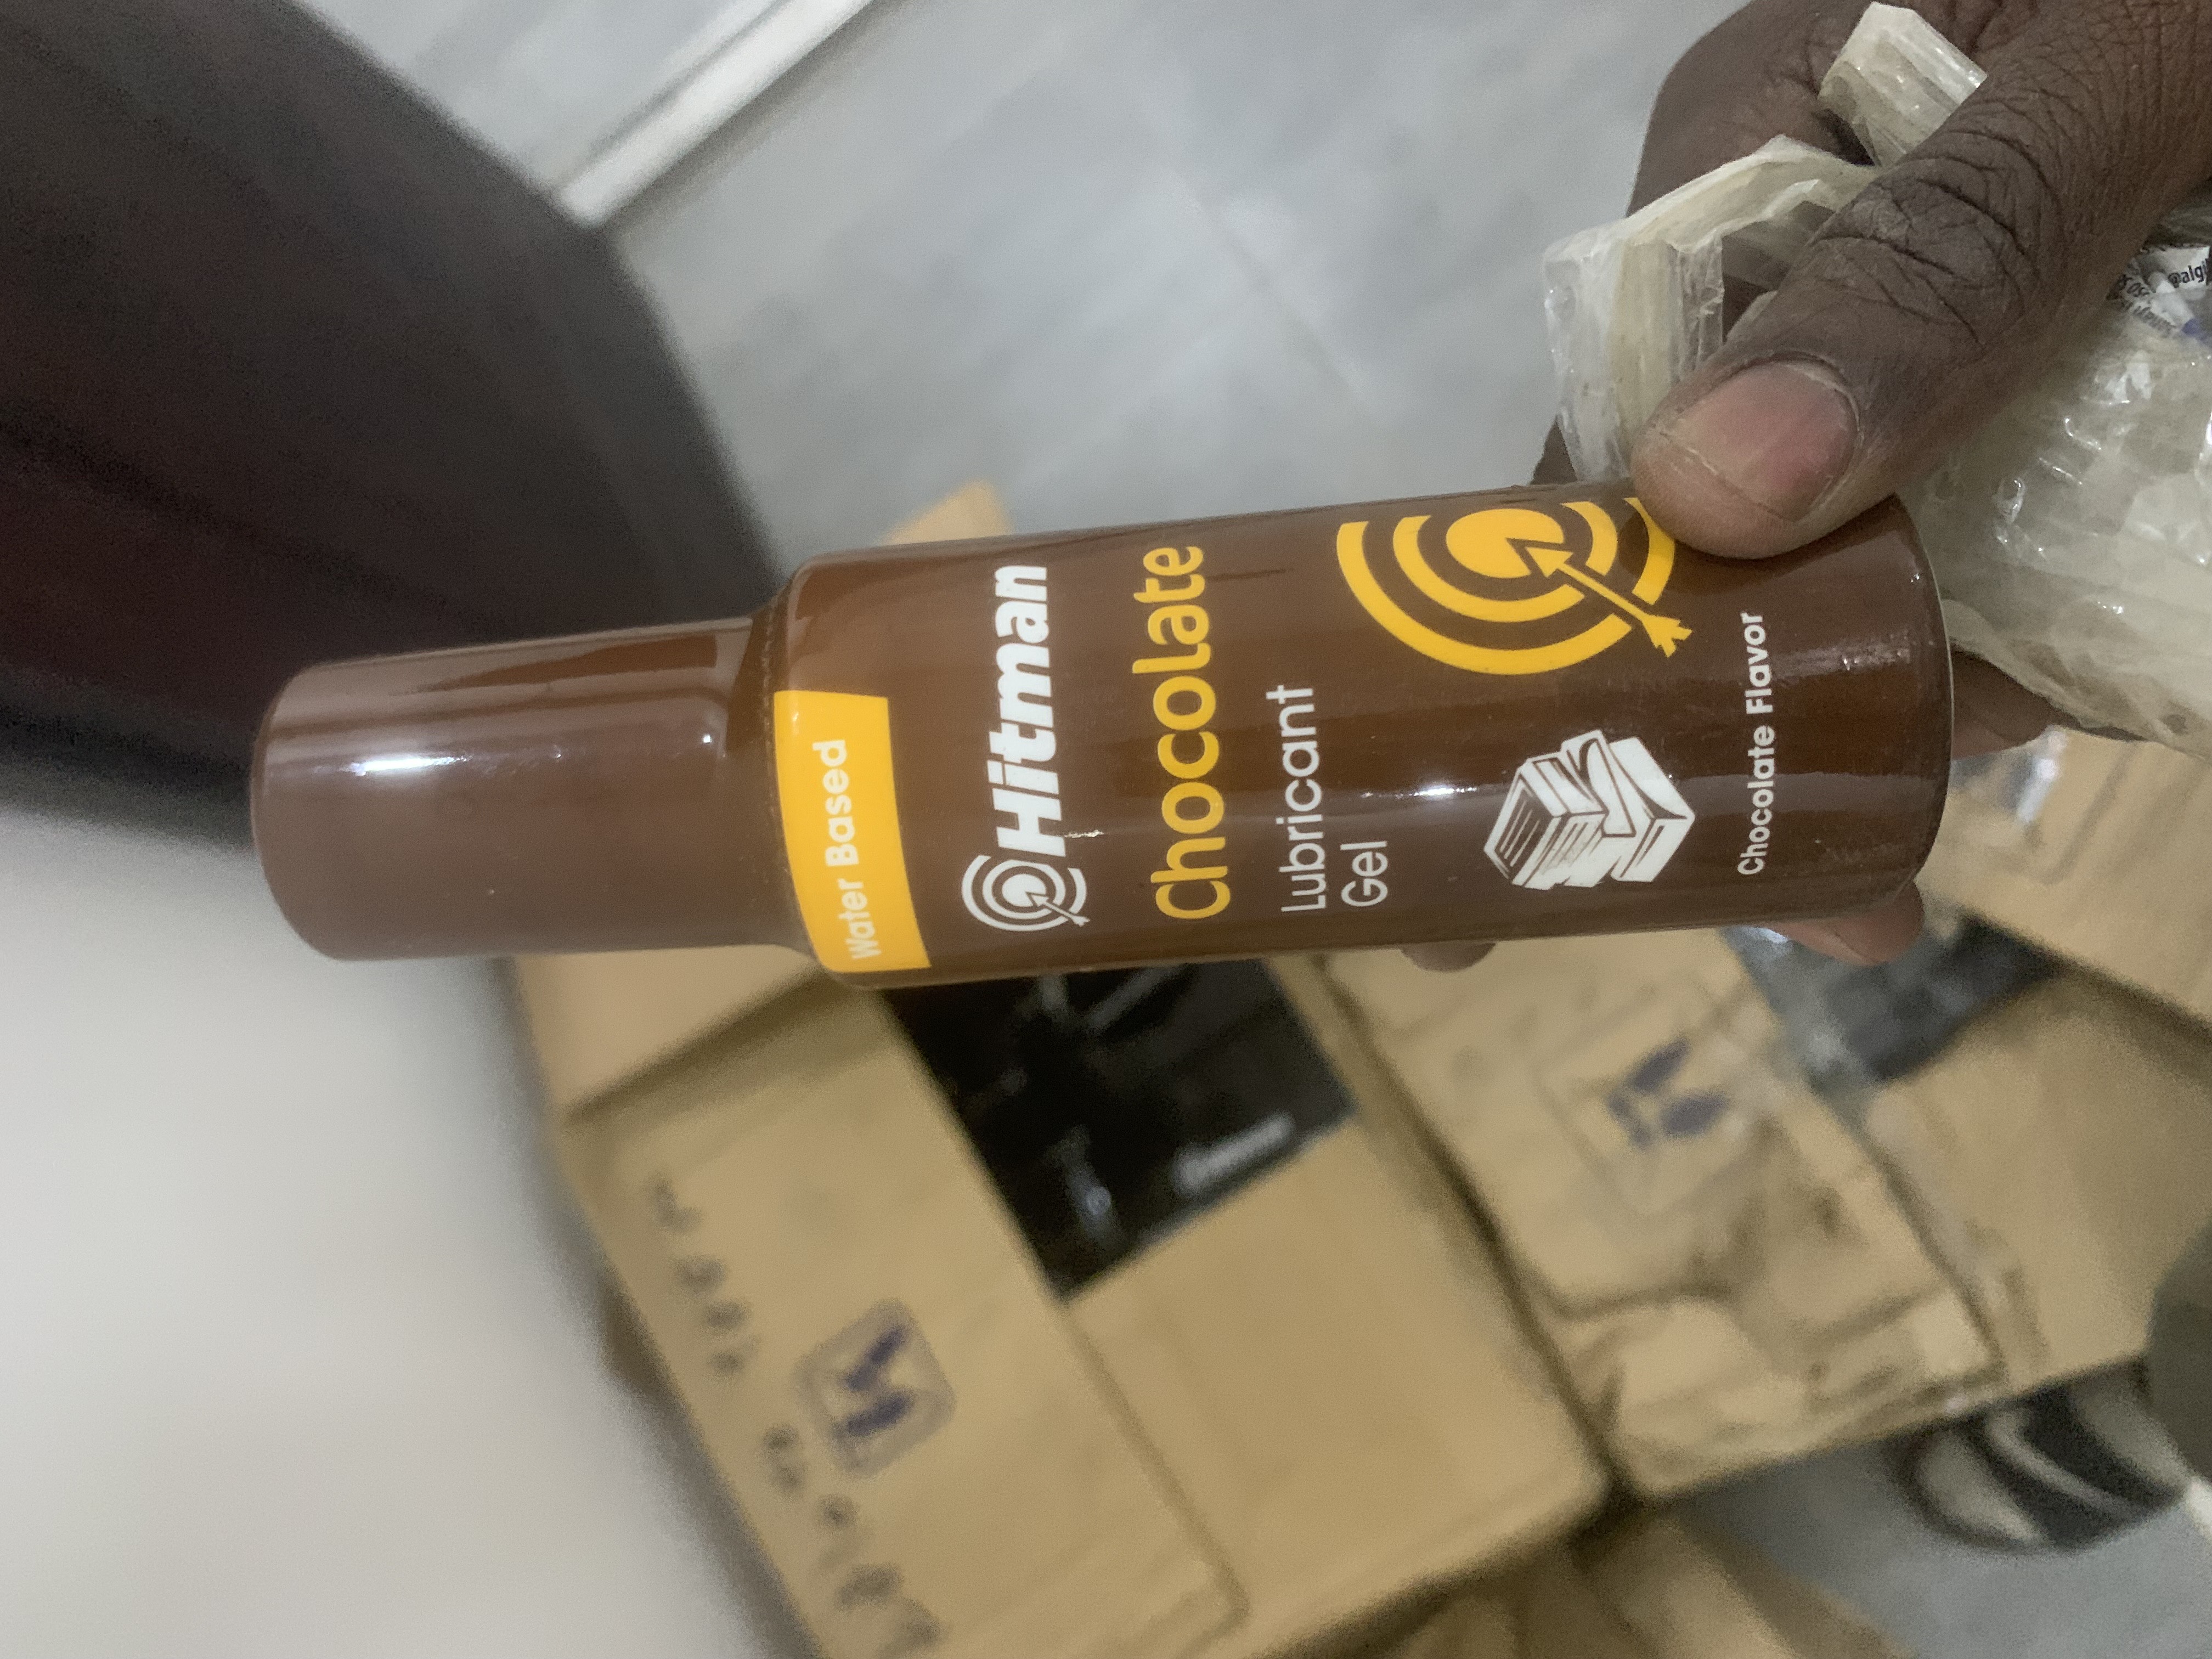 Water Based
Hitman
Chocolate
Lubricant
Gel
Chocolate Flavor